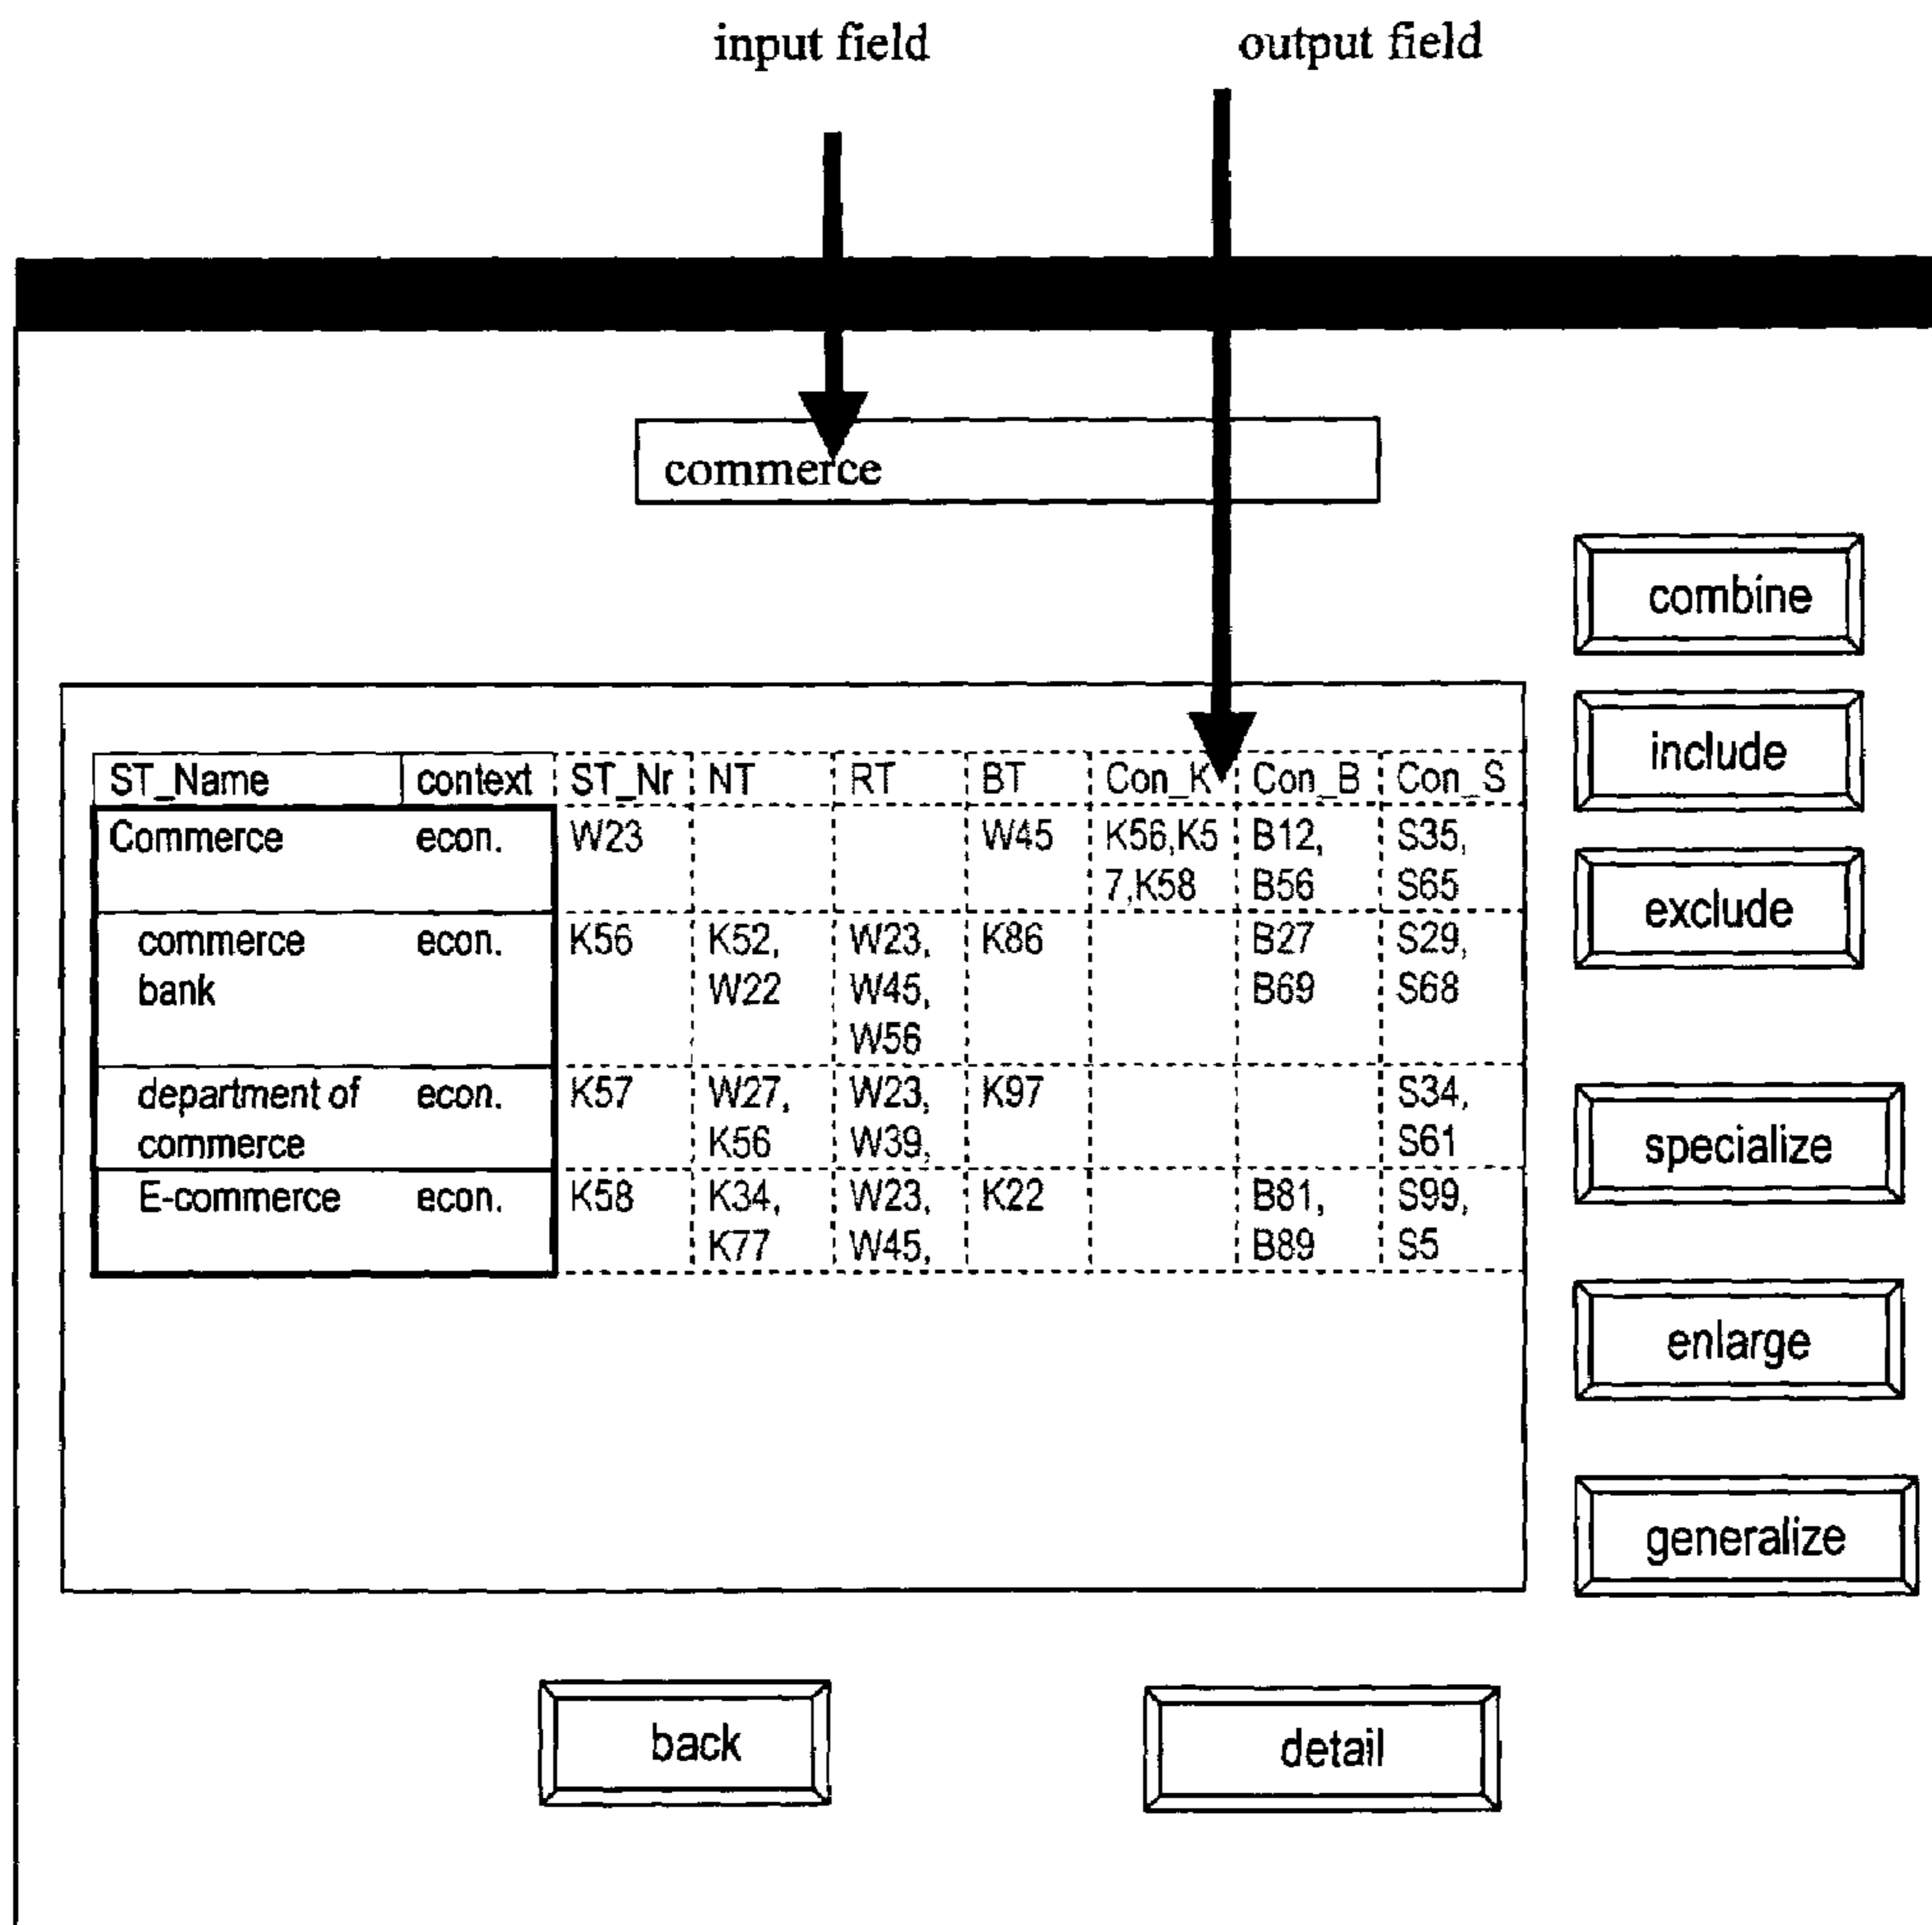 input field output field
commerce
combine
include
exclude
specialize
enlarge
generalize
ST_Name context ST_Nr NT RT BT Con_K Con_B Con_S
Commerce econ. W23 W45 K56,K5 B12, S35,
7,K58 B56 S65
commerce econ. K56 K52, W23, K86 B27 S29,
bank W22 W45, B69 S68
W56
department of econ. K57 W27, W23, K97 S34,
commerce K56 W39, S61
E-commerce econ. K58 K34, W23, K22 B81, S99,
K77 W45, B89 S5
back detail